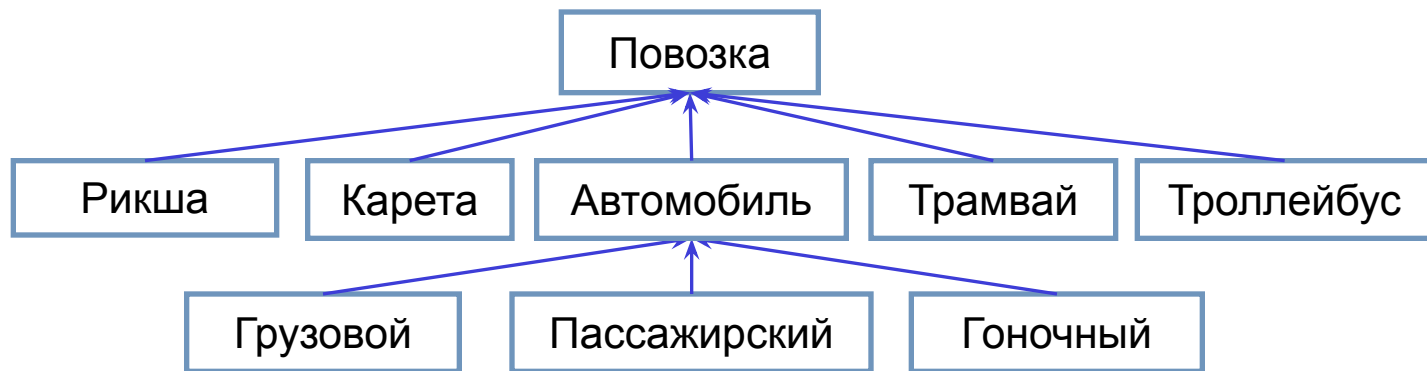 Повозка
Рикша Карета Автомобиль Трамвай Троллейбус
Грузовой Пассажирский Гоночный